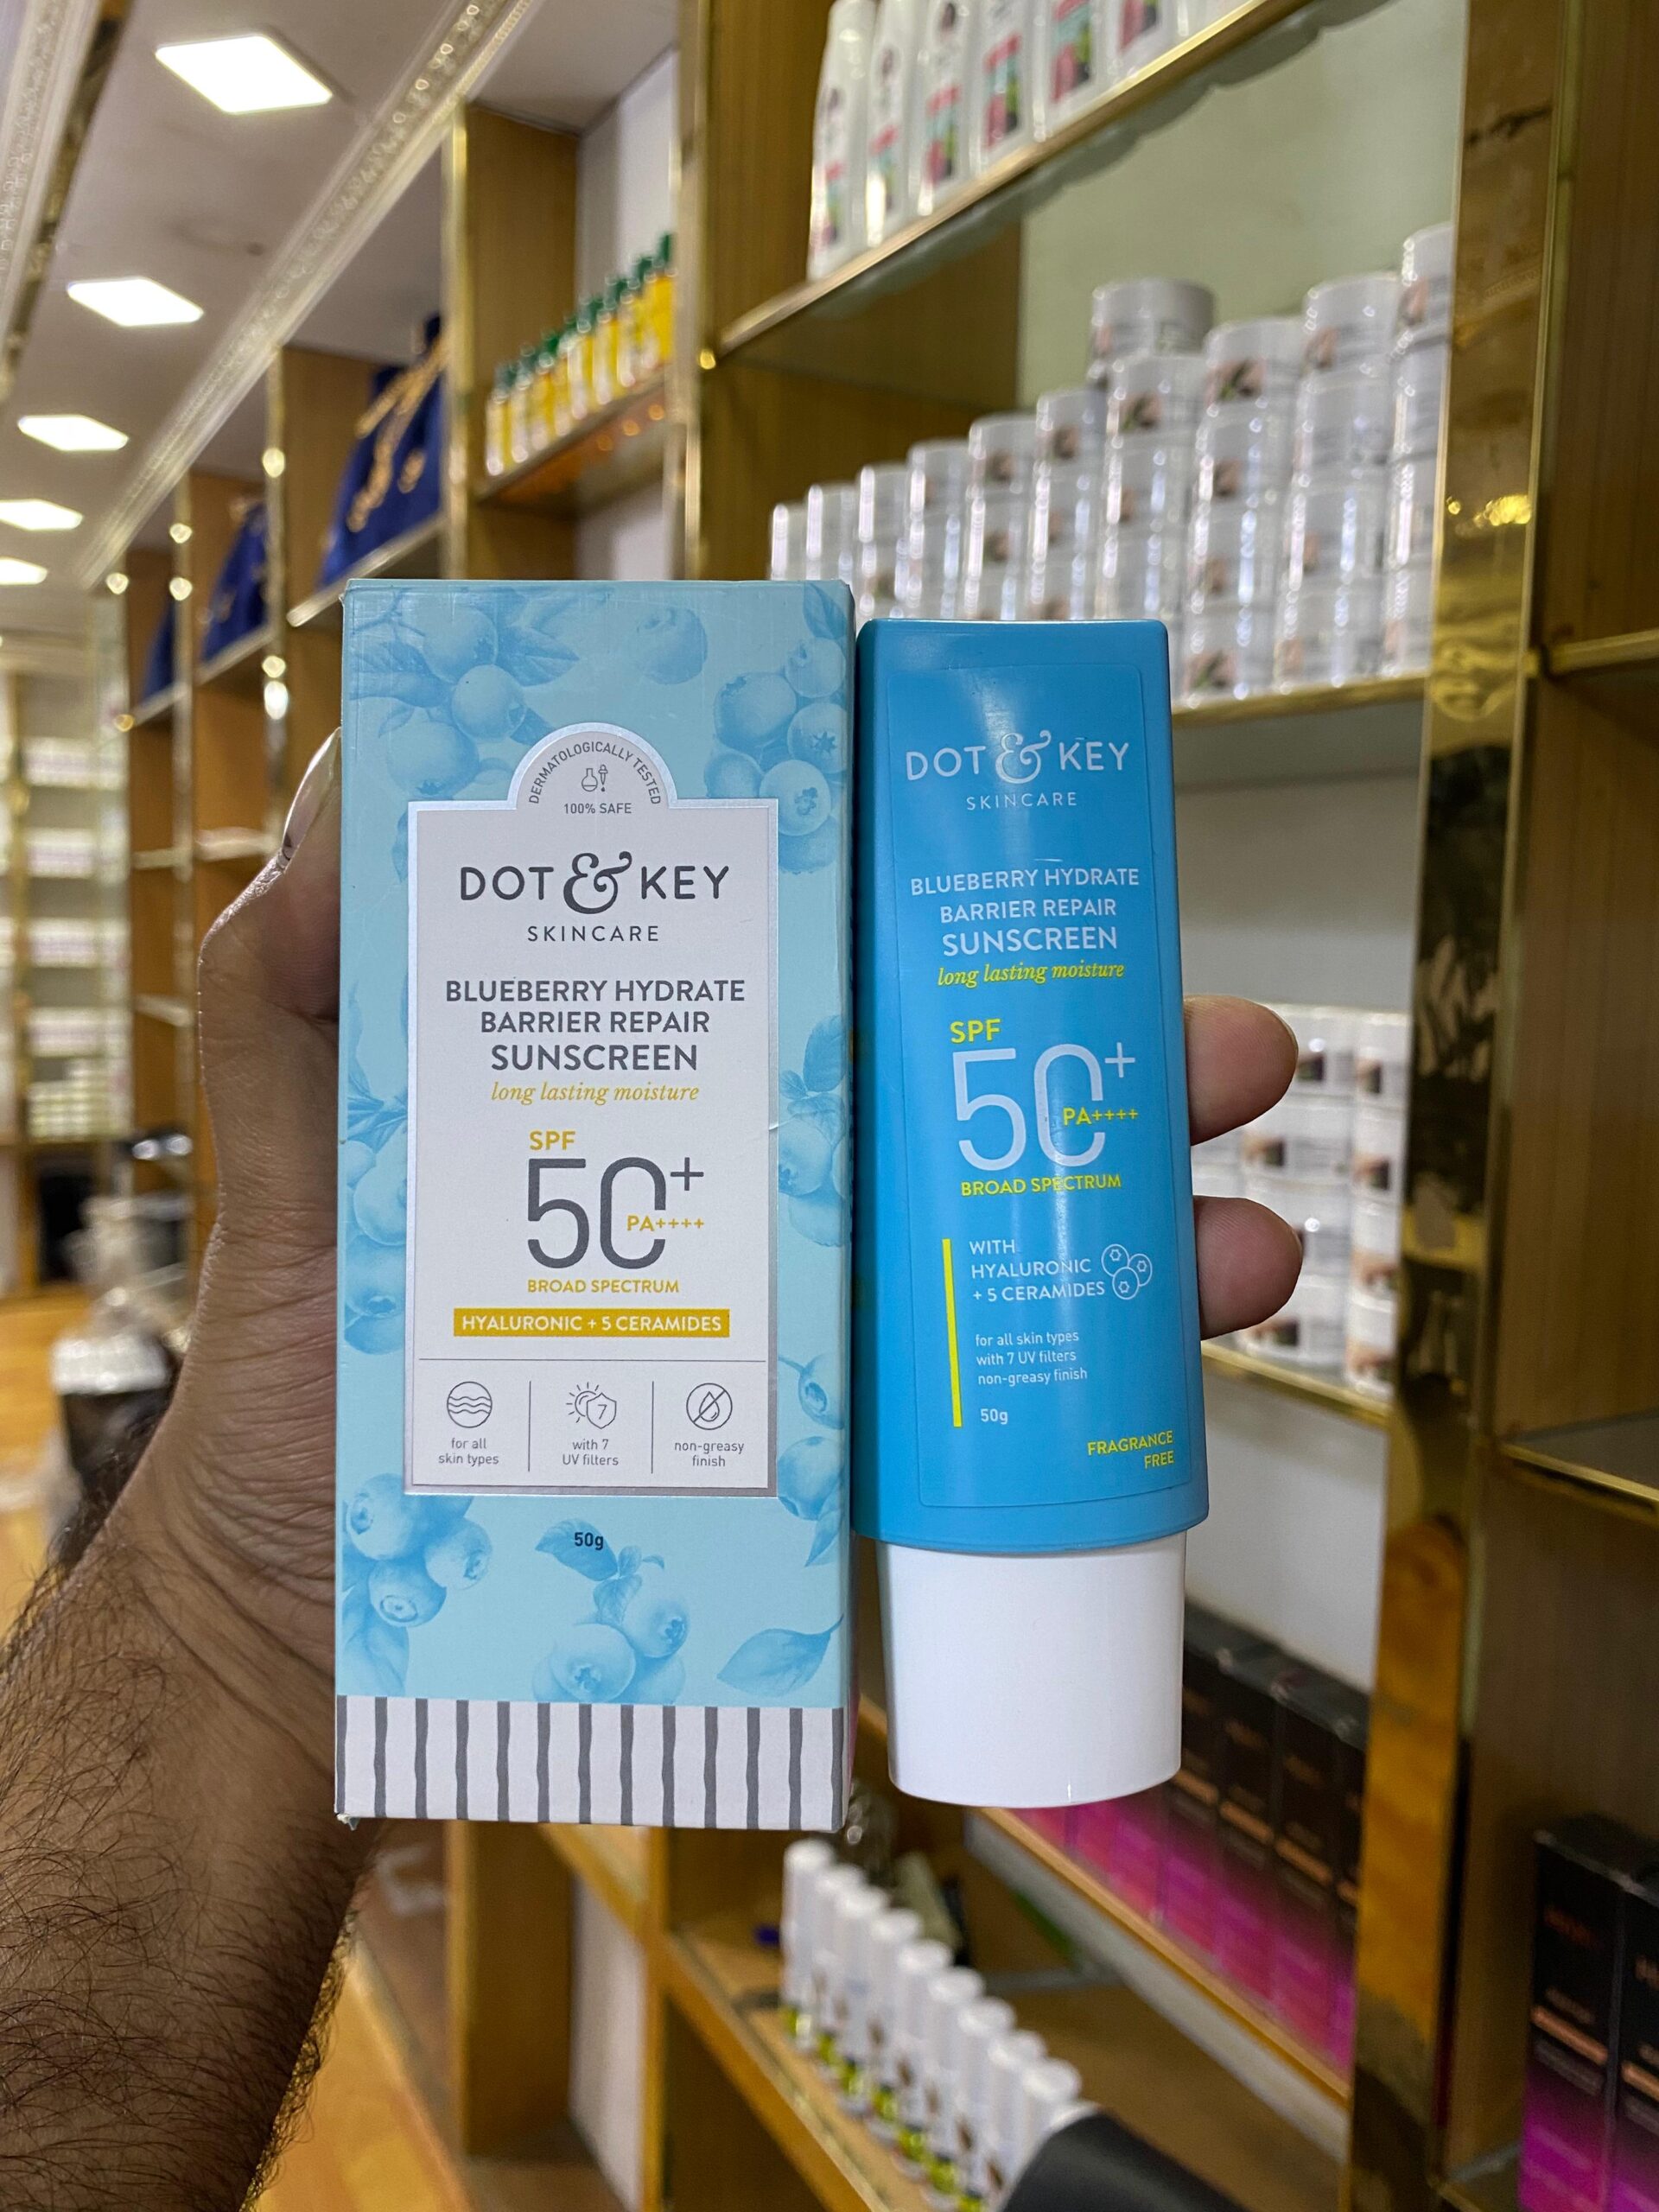 DERMATOLOGICALLY TESTED
100% SAFE
DOT & KEY
SKINCARE
BLUEBERRY HYDRATE
BARRIER REPAIR
SUNSCREEN
long lasting moisture
SPF
50+
PA++++
BROAD SPECTRUM
HYALURONIC + 5 CERAMIDES
for all
skin types
7
with 7
UV filters
non-greasy
finish
50g
DOT & KEY
SKINCARE
BLUEBERRY HYDRATE
BARRIER REPAIR
SUNSCREEN
long lasting moisture
SPF
50+
PA++++
BROAD SPECTRUM
WITH
HYALURONIC
+ 5 CERAMIDES
for all skin types
with 7 UV filters
non-greasy finish
50g
FRAGRANCE
FREE